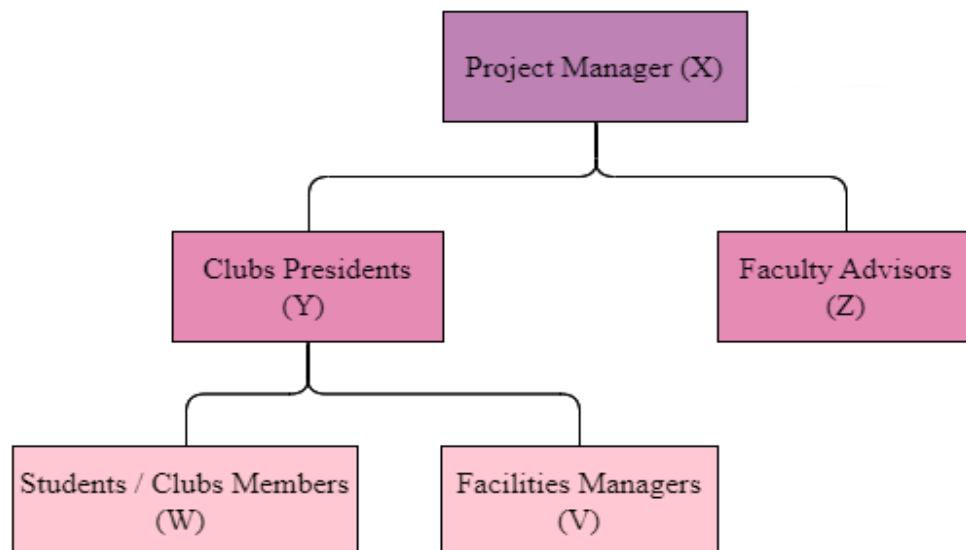 Project Manager (X)
Clubs Presidents
(Y)
Faculty Advisors
(Z)
Students / Clubs Members
(W)
Facilities Managers
(V)